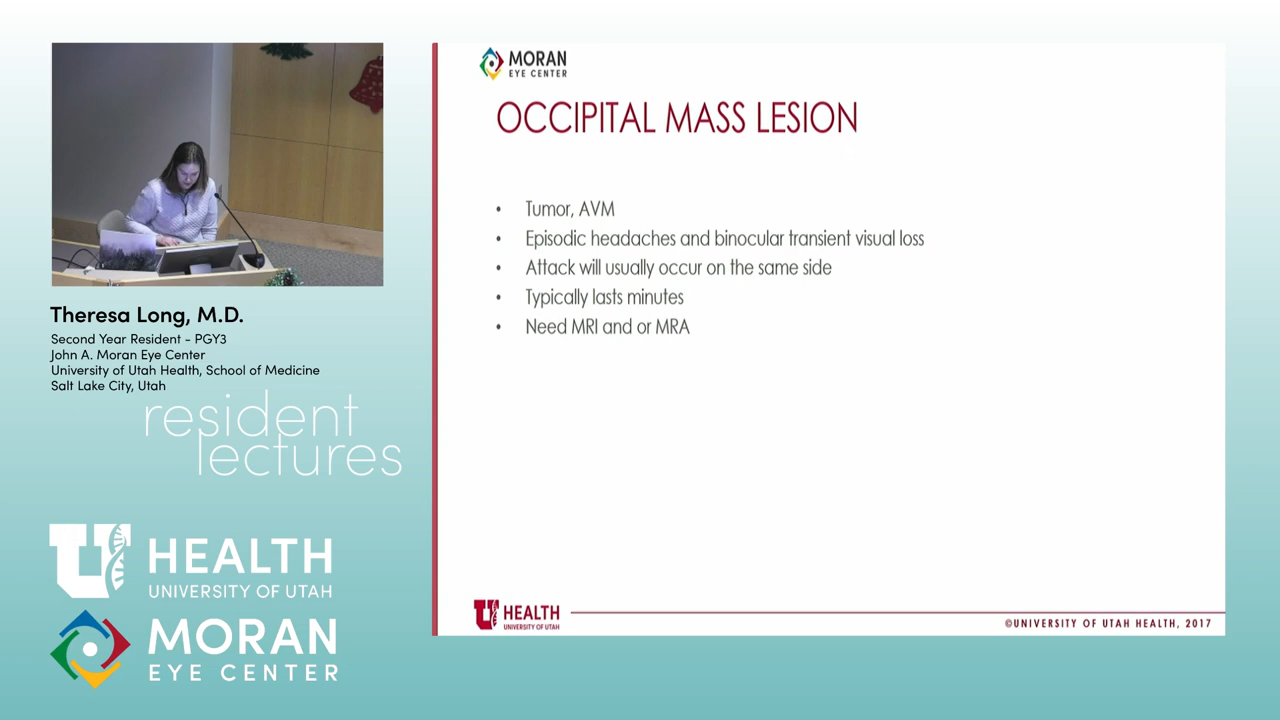 MORAN
EYE CENTER
OCCIPITAL MASS LESION
• Tumor, AVM
• Episodic headaches and binocular transient visual loss
• Attack will usually occur on the same side
• Typically lasts minutes
• Need MRI and or MRA
U HEALTH
UNIVERSITY OF UTAH
©UNIVERSITY OF UTAH HEALTH, 2017
Theresa Long, M.D.
Second Year Resident - PGY3
John A. Moran Eye Center
University of Utah Health, School of Medicine
Salt Lake City, Utah
resident
lectures
U HEALTH
UNIVERSITY OF UTAH
MORAN
EYE CENTER